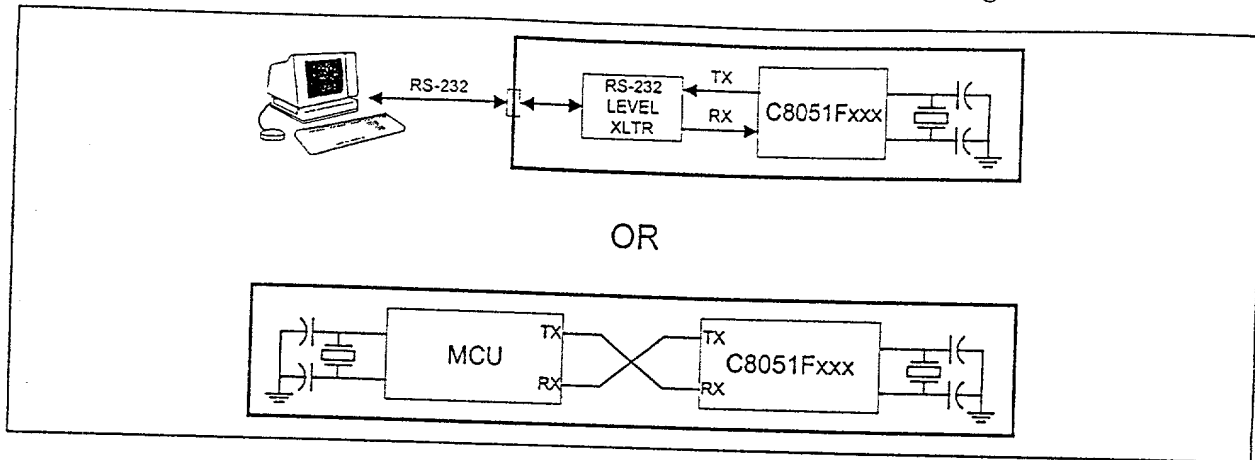 RS-232
RS-232
LEVEL
XLTR
TX
RX
C8051Fxxx
OR
MCU
TX
RX
TX
RX
C8051Fxxx